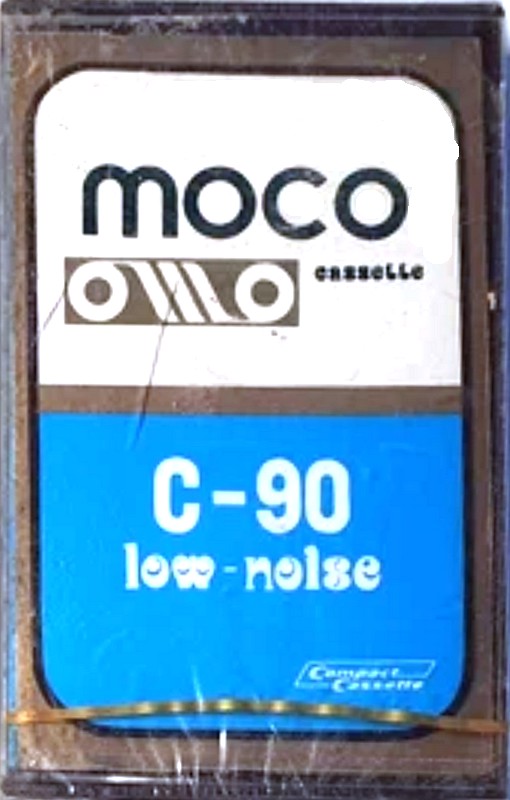 moco
cassette
C-90
low-noise
Compact
Cassette